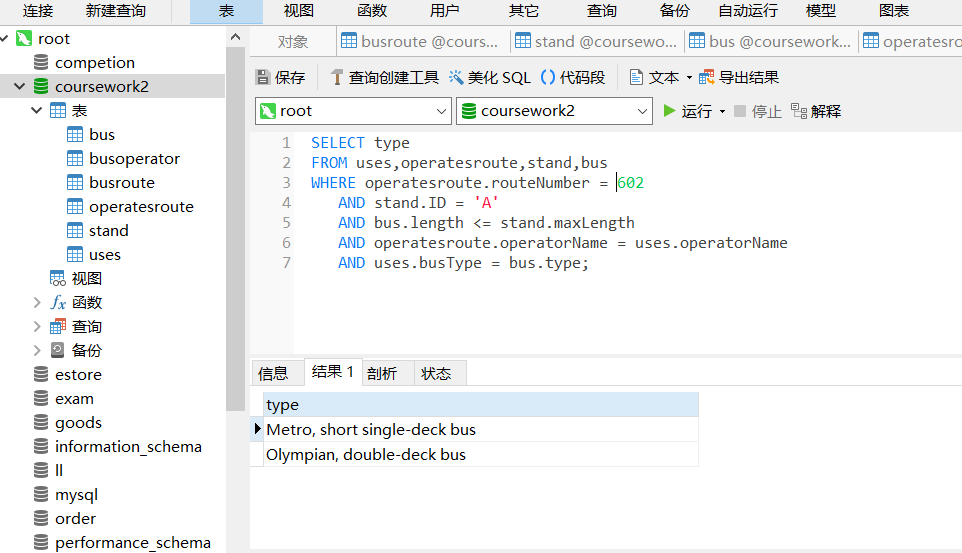 连接 新建查询 表 视图 函数 用户 其它 查询 备份 自动运行 模型 图表
root
competion
coursework2
表
bus
busoperator
busroute
operatesroute
stand
uses
视图
fx 函数
查询
备份
estore
exam
goods
information_schema
ll
mysql
order
performance_schema
对象 busroute @cours... stand @coursewo... bus @coursework... operatesro
保存 查询创建工具 美化 SQL () 代码段 文本 导出结果
root coursework2 运行 停止 解释
1 SELECT type
2 FROM uses,operatesroute,stand,bus
3 WHERE operatesroute.routeNumber = 602
4 AND stand.ID = 'A'
5 AND bus.length <= stand.maxLength
6 AND operatesroute.operatorName = uses.operatorName
7 AND uses.busType = bus.type;
信息 结果 1 剖析 状态
type
Metro, short single-deck bus
Olympian, double-deck bus